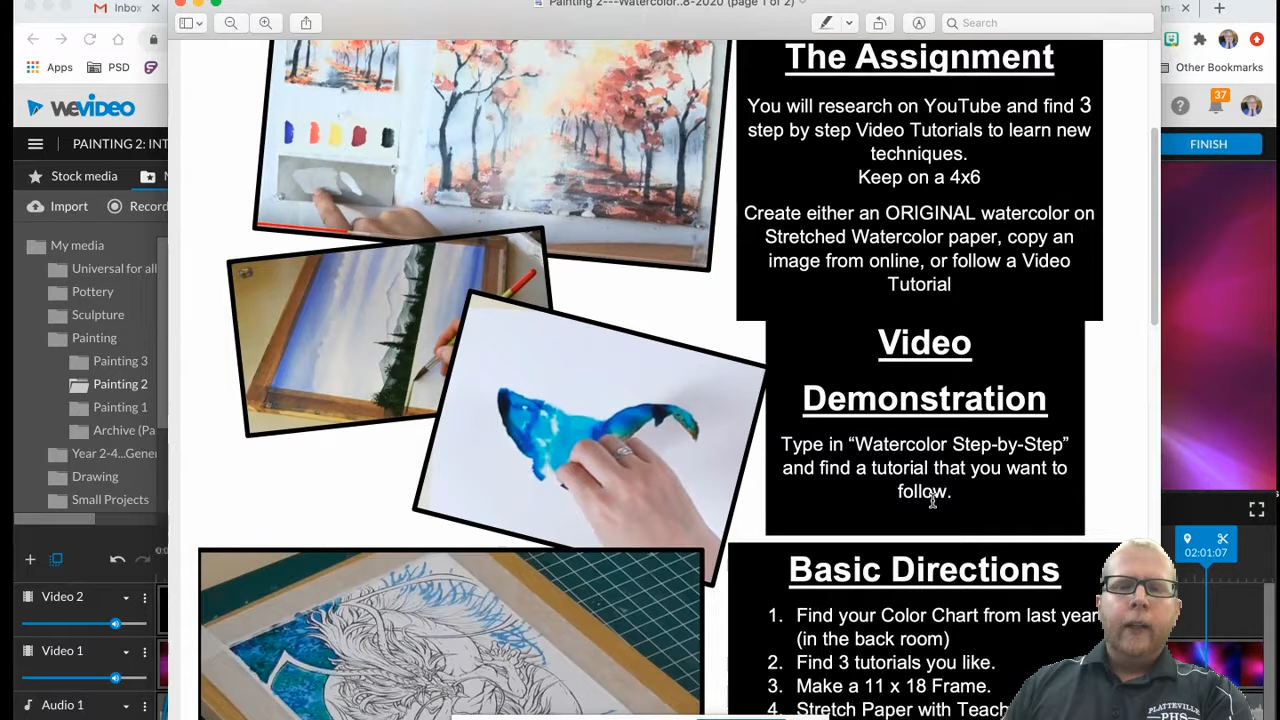 Inbox
Painting 2---Watercolor..8-2020 (page 1 of 2)
Search
Apps
PSD
Other Bookmarks
WeVIDEO
37
PAINTING 2: INT
FINISH
Stock media
Import
Record
My media
Universal for all
Pottery
Sculpture
Painting
Painting 3
Painting 2
Painting 1
Archive (Pa
Year 2-4...Gener
Drawing
Small Projects
Video 2
Video 1
Audio 1
02:01:07
The Assignment
You will research on YouTube and find 3
step by step Video Tutorials to learn new
techniques.
Keep on a 4x6
Create either an ORIGINAL watercolor on
Stretched Watercolor paper, copy an
image from online, or follow a Video
Tutorial
Video
Demonstration
Type in “Watercolor Step-by-Step”
and find a tutorial that you want to
follow.
Basic Directions
1. Find your Color Chart from last year
(in the back room)
2. Find 3 tutorials you like.
3. Make a 11 x 18 Frame.
4. Stretch Paper with Teach
PLATTEVILLE
PHS